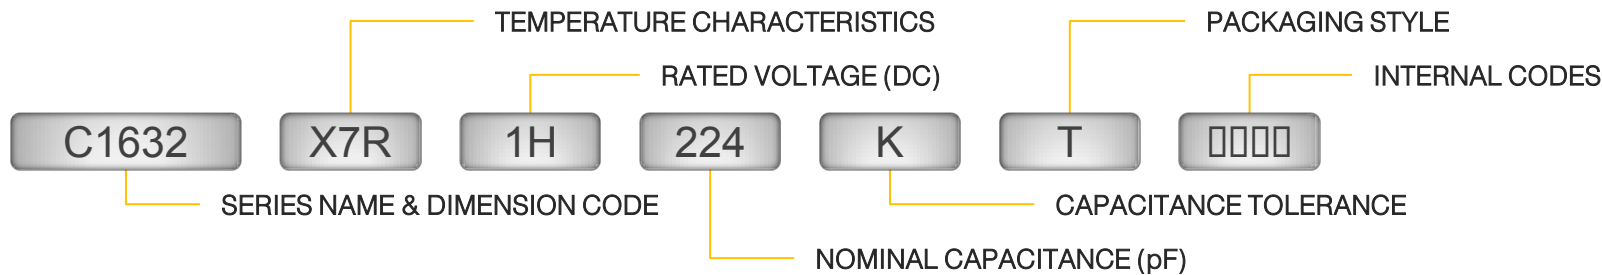 TEMPERATURE CHARACTERISTICS
PACKAGING STYLE
RATED VOLTAGE (DC)
INTERNAL CODES
C1632 X7R 1H 224 K T ▯▯▯▯
SERIES NAME & DIMENSION CODE
CAPACITANCE TOLERANCE
NOMINAL CAPACITANCE (pF)